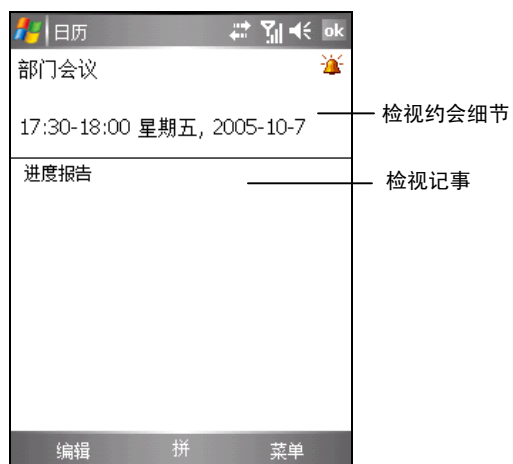 日历 ok
部门会议
17:30-18:00 星期五, 2005-10-7
检视约会细节
进度报告
检视记事
编辑 拼 菜单